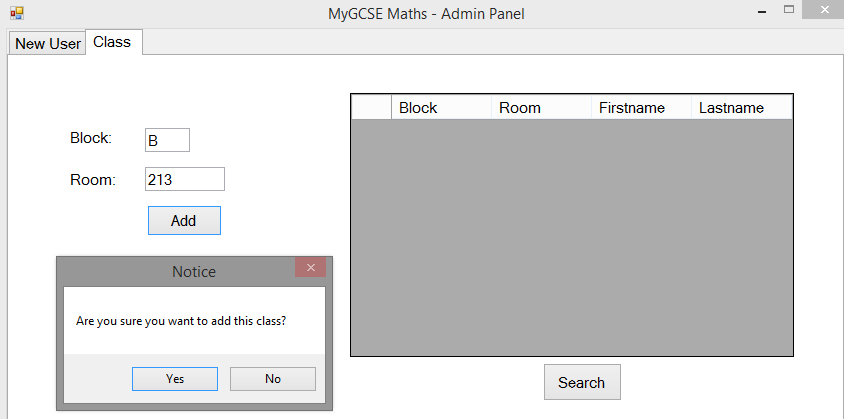 MyGCSE Maths - Admin Panel
New User Class
Block Room Firstname Lastname
Block: B
Room: 213
Add
Notice
Are you sure you want to add this class?
Yes No
Search